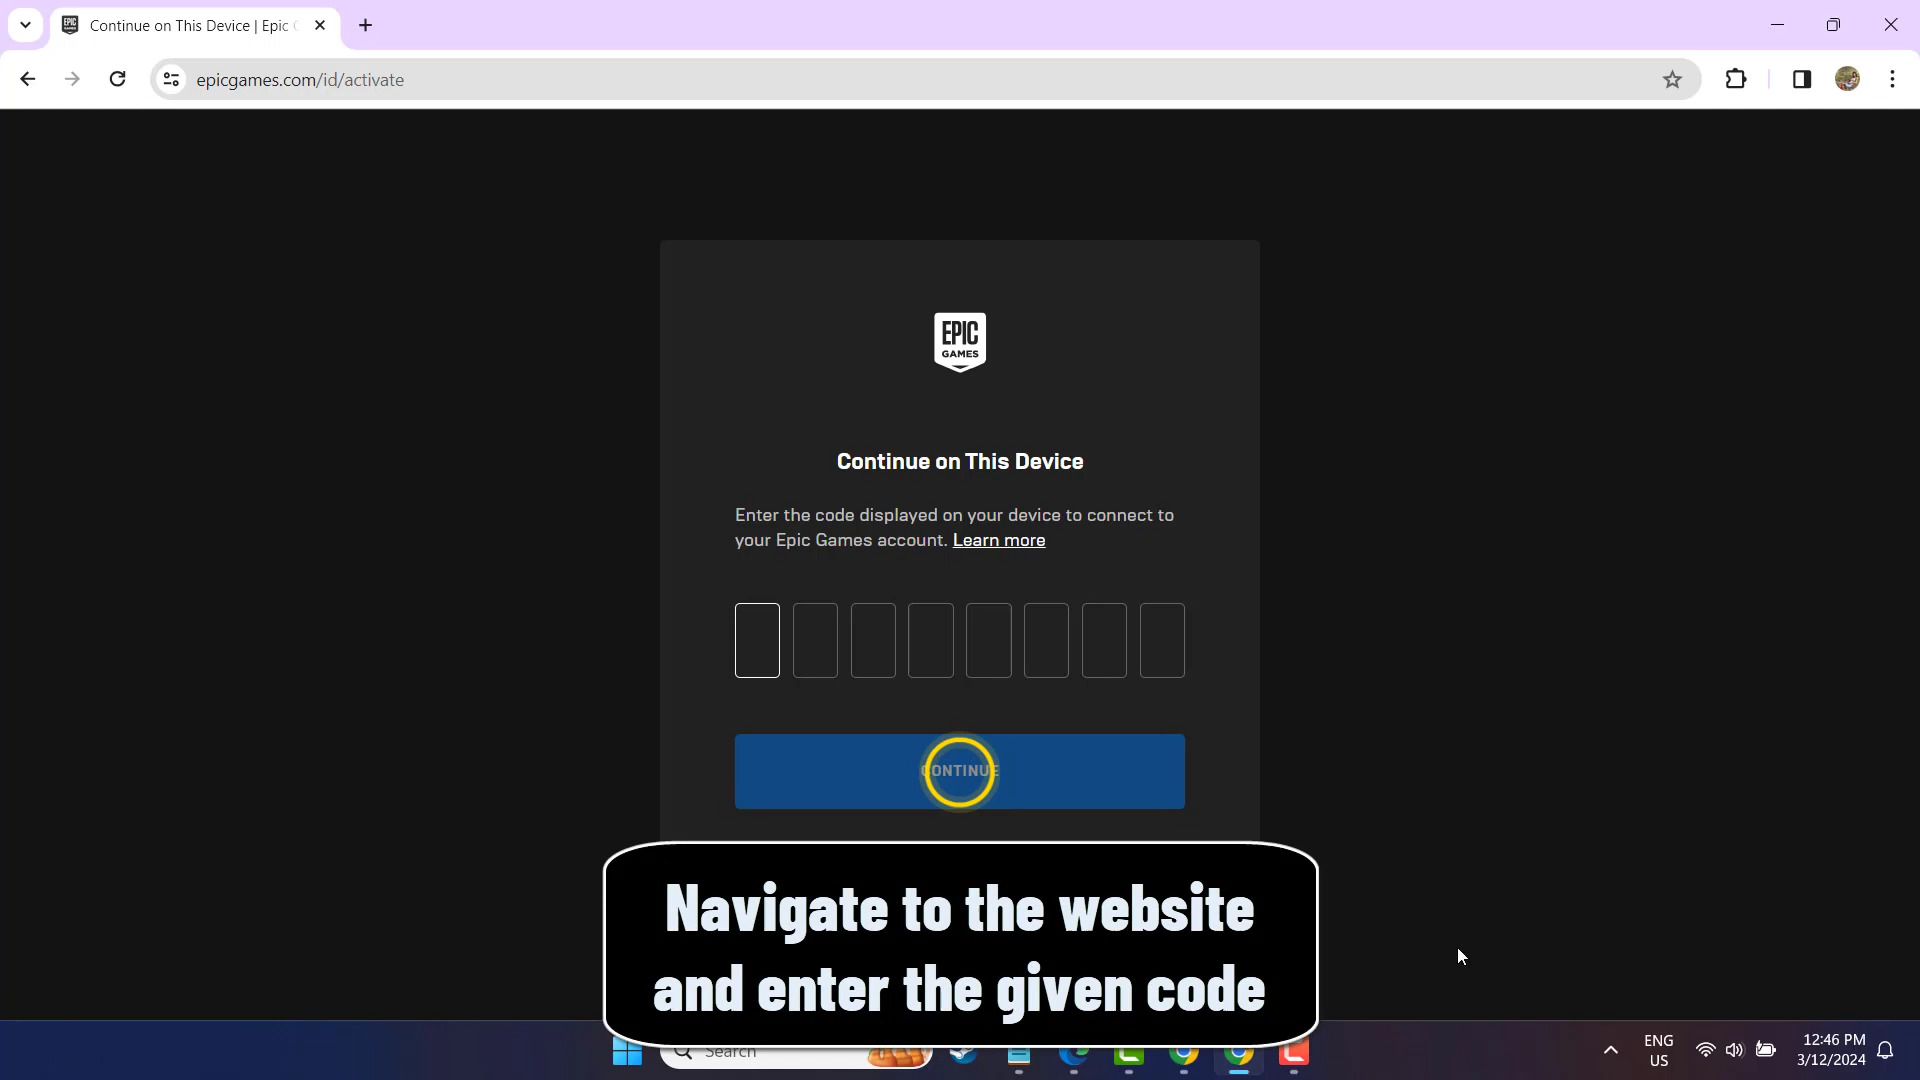 Continue on This Device | Epic
epicgames.com/id/activate
EPIC
GAMES
Continue on This Device
Enter the code displayed on your device to connect to
your Epic Games account. Learn more
CONTINUE
Navigate to the website
and enter the given code
Search
ENG
US
12:46 PM
3/12/2024